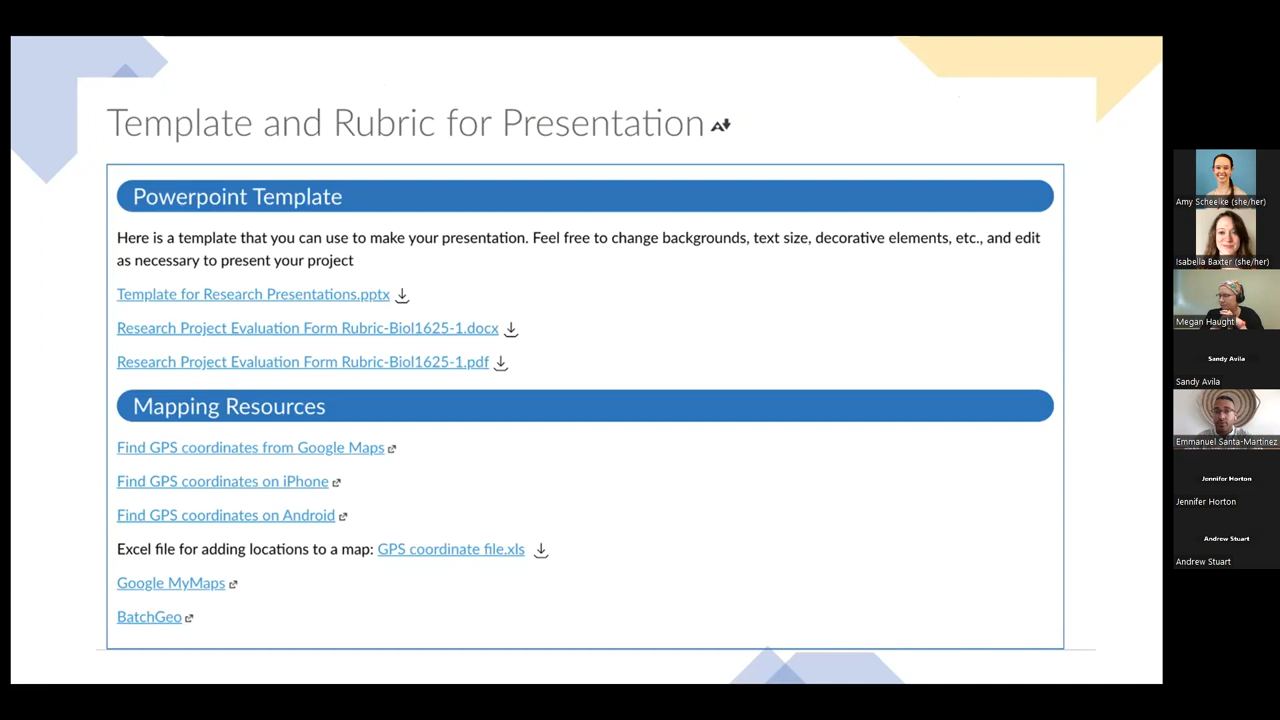 Template and Rubric for Presentation
Powerpoint Template
Here is a template that you can use to make your presentation. Feel free to change backgrounds, text size, decorative elements, etc., and edit
as necessary to present your project
Template for Research Presentations.pptx
Research Project Evaluation Form Rubric-Biol1625-1.docx
Research Project Evaluation Form Rubric-Biol1625-1.pdf
Mapping Resources
Find GPS coordinates from Google Maps
Find GPS coordinates on iPhone
Find GPS coordinates on Android
Excel file for adding locations to a map: GPS coordinate file.xls
Google MyMaps
BatchGeo
Amy Scheelke (she/her)
Isabella Baxter (she/her)
Megan Haught
Sandy Avila
Sandy Avila
Emmanuel Santa-Martinez
Jennifer Horton
Jennifer Horton
Andrew Stuart
Andrew Stuart